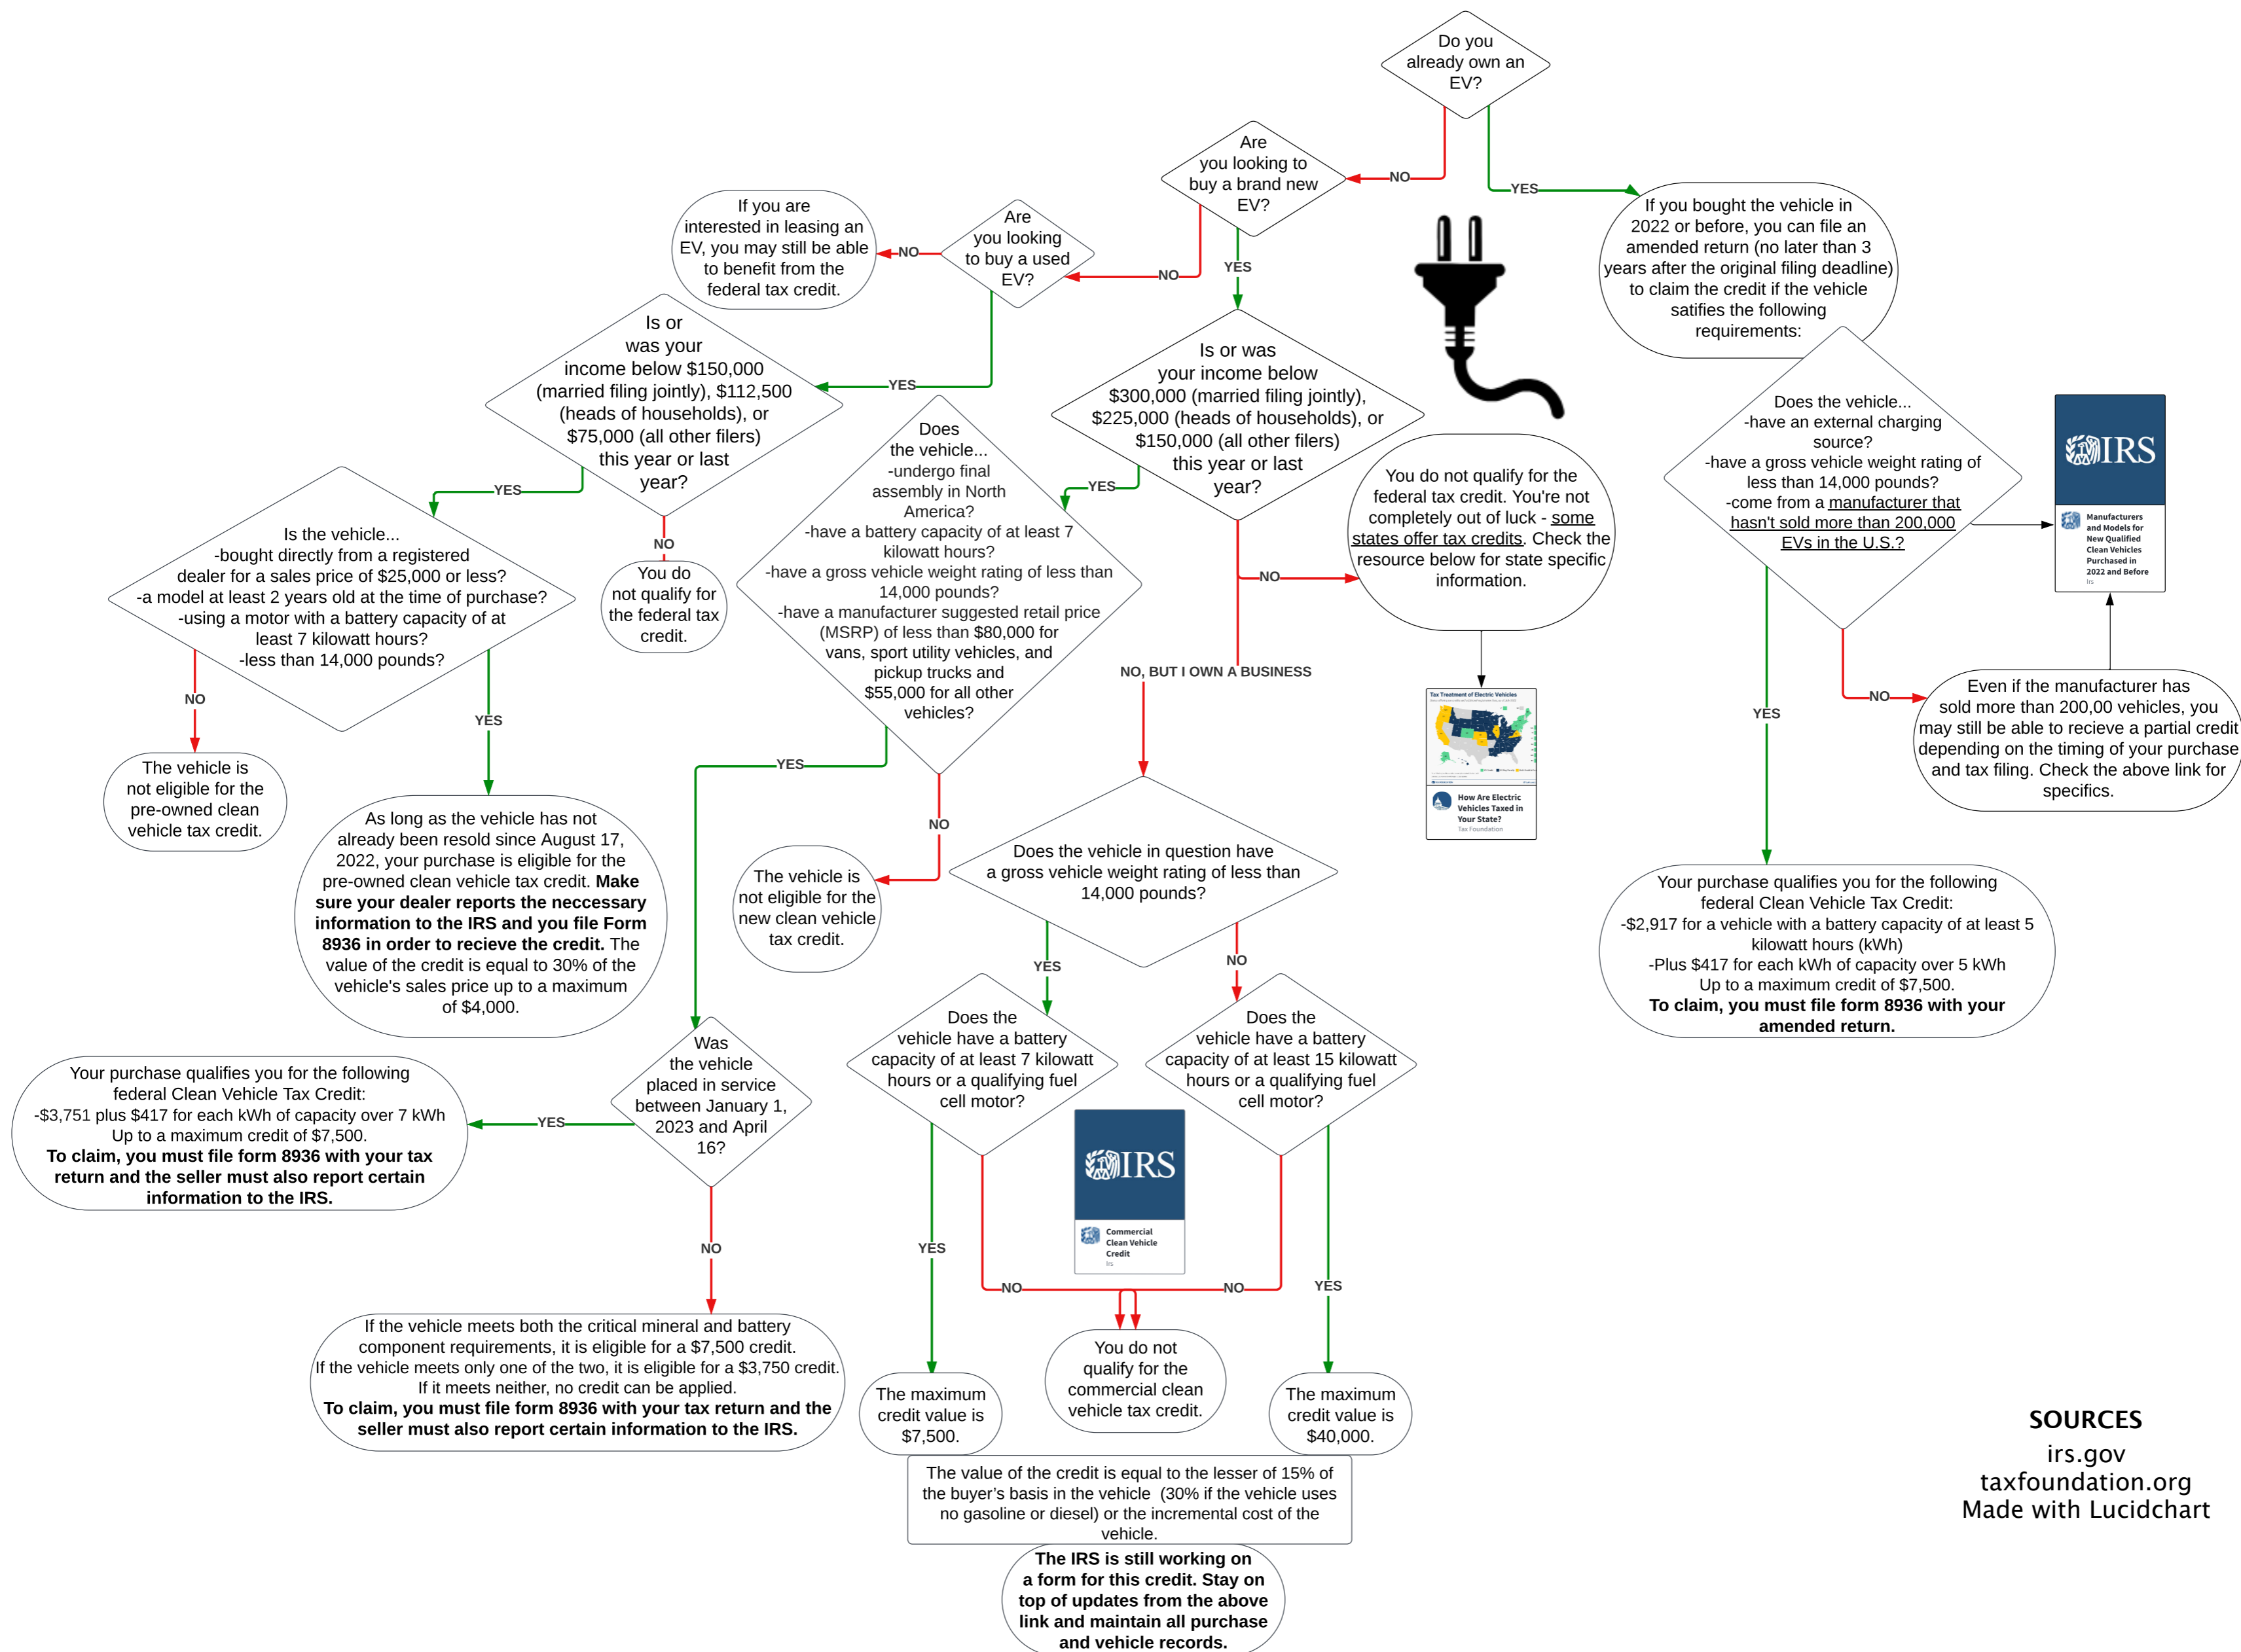 Do you
already own an
EV?
NO
YES
Are
you looking to
buy a brand new
EV?
NO
YES
If you bought the vehicle in
2022 or before, you can file an
amended return (no later than 3
years after the original filing deadline)
to claim the credit if the vehicle
satifies the following
requirements:
Are
you looking
to buy a used
EV?
NO
YES
If you are
interested in leasing an
EV, you may still be able
to benefit from the
federal tax credit.
Is or
was your
income below $150,000
(married filing jointly), $112,500
(heads of households), or
$75,000 (all other filers)
this year or last
year?
YES
NO
You do
not qualify for
the federal tax
credit.
Is the vehicle...
-bought directly from a registered
dealer for a sales price of $25,000 or less?
-a model at least 2 years old at the time of purchase?
-using a motor with a battery capacity of at
least 7 kilowatt hours?
-less than 14,000 pounds?
NO
YES
The vehicle is
not eligible for the
pre-owned clean
vehicle tax credit.
As long as the vehicle has not
already been resold since August 17,
2022, your purchase is eligible for the
pre-owned clean vehicle tax credit. Make
sure your dealer reports the neccessary
information to the IRS and you file Form
8936 in order to recieve the credit. The
value of the credit is equal to 30% of the
vehicle's sales price up to a maximum
of $4,000.
Is or was
your income below
$300,000 (married filing jointly),
$225,000 (heads of households), or
$150,000 (all other filers)
this year or last
year?
YES
NO
NO, BUT I OWN A BUSINESS
You do not qualify for the
federal tax credit. You're not
completely out of luck - some
states offer tax credits. Check the
resource below for state specific
information.
Tax Treatment of Electric Vehicles
How Are Electric
Vehicles Taxed in
Your State?
Tax Foundation
Does
the vehicle...
-undergo final
assembly in North
America?
-have a battery capacity of at least 7
kilowatt hours?
-have a gross vehicle weight rating of less than
14,000 pounds?
-have a manufacturer suggested retail price
(MSRP) of less than $80,000 for
vans, sport utility vehicles, and
pickup trucks and
$55,000 for all other
vehicles?
YES
NO
The vehicle is
not eligible for the
new clean vehicle
tax credit.
Was
the vehicle
placed in service
between January 1,
2023 and April
16?
YES
NO
Your purchase qualifies you for the following
federal Clean Vehicle Tax Credit:
-$3,751 plus $417 for each kWh of capacity over 7 kWh
Up to a maximum credit of $7,500.
To claim, you must file form 8936 with your tax
return and the seller must also report certain
information to the IRS.
If the vehicle meets both the critical mineral and battery
component requirements, it is eligible for a $7,500 credit.
If the vehicle meets only one of the two, it is eligible for a $3,750 credit.
If it meets neither, no credit can be applied.
To claim, you must file form 8936 with your tax return and the
seller must also report certain information to the IRS.
Does the vehicle in question have
a gross vehicle weight rating of less than
14,000 pounds?
YES
NO
Does the
vehicle have a battery
capacity of at least 7 kilowatt
hours or a qualifying fuel
cell motor?
Does the
vehicle have a battery
capacity of at least 15 kilowatt
hours or a qualifying fuel
cell motor?
IRS
Commercial
Clean Vehicle
Credit
Irs
YES
NO
NO
YES
The maximum
credit value is
$7,500.
You do not
qualify for the
commercial clean
vehicle tax credit.
The maximum
credit value is
$40,000.
The value of the credit is equal to the lesser of 15% of
the buyer’s basis in the vehicle (30% if the vehicle uses
no gasoline or diesel) or the incremental cost of the
vehicle.
The IRS is still working on
a form for this credit. Stay on
top of updates from the above
link and maintain all purchase
and vehicle records.
Does the vehicle...
-have an external charging
source?
-have a gross vehicle weight rating of
less than 14,000 pounds?
-come from a manufacturer that
hasn't sold more than 200,000
EVs in the U.S.?
IRS
Manufacturers
and Models for
New Qualified
Clean Vehicles
Purchased in
2022 and Before
Irs
YES
NO
Even if the manufacturer has
sold more than 200,00 vehicles, you
may still be able to recieve a partial credit
depending on the timing of your purchase
and tax filing. Check the above link for
specifics.
Your purchase qualifies you for the following
federal Clean Vehicle Tax Credit:
-$2,917 for a vehicle with a battery capacity of at least 5
kilowatt hours (kWh)
-Plus $417 for each kWh of capacity over 5 kWh
Up to a maximum credit of $7,500.
To claim, you must file form 8936 with your
amended return.
SOURCES
irs.gov
taxfoundation.org
Made with Lucidchart